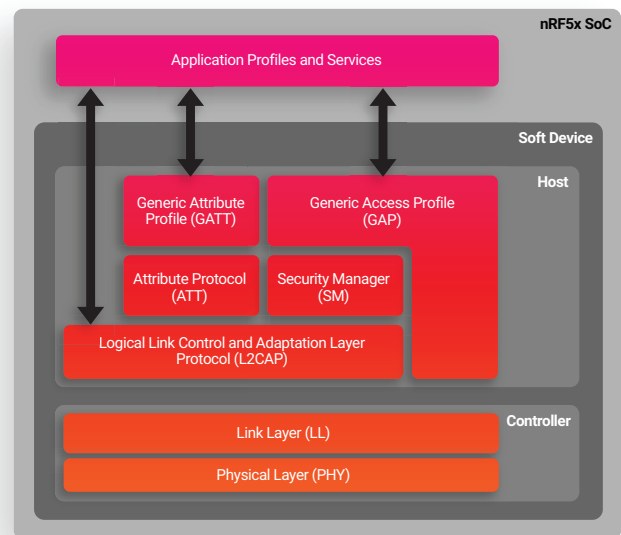 nRF5x SoC
Application Profiles and Services
Soft Device
Host
Generic Attribute
Profile (GATT)
Generic Access Profile
(GAP)
Attribute Protocol
(ATT)
Security Manager
(SM)
Logical Link Control and Adaptation Layer
Protocol (L2CAP)
Controller
Link Layer (LL)
Physical Layer (PHY)